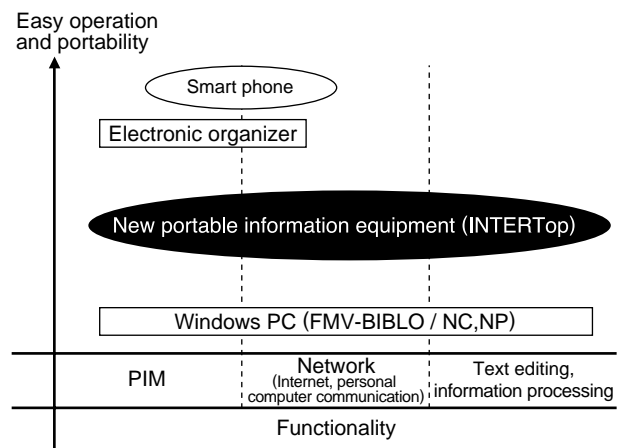 Easy operation
and portability
Smart phone
Electronic organizer
New portable information equipment (INTERTop)
Windows PC (FMV-BIBLO / NC,NP)
PIM
Network
(Internet, personal
computer communication)
Text editing,
information processing
Functionality